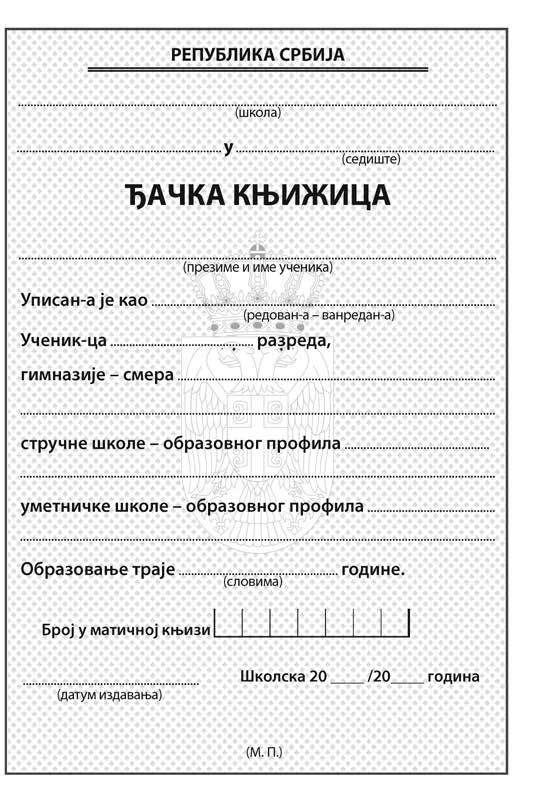 РЕПУБЛИКА СРБИЈА
(школа)
у
(седиште)
ЂАЧКА КЊИЖИЦА
(презиме и име ученика)
Уписан-а је као
(редован-а – ванредан-а)
Ученик-ца разреда,
гимназије – смера
стручне школе – образовног профила
уметничке школе – образовног профила
Образовање траје године.
(словима)
Број у матичној књизи
Школска 20 ____ /20____ година
(датум издавања)
(М. П.)